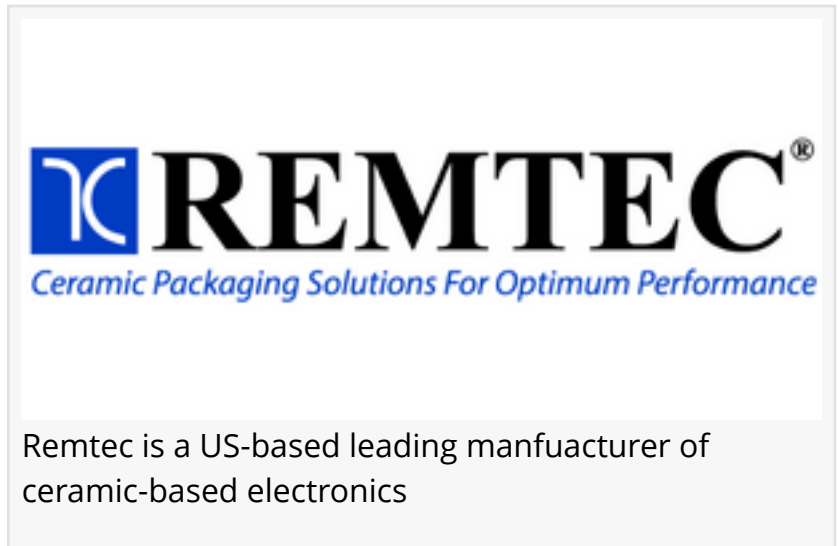 REMTEC®
Ceramic Packaging Solutions For Optimum Performance
Remtec is a US-based leading manfuacturer of
ceramic-based electronics